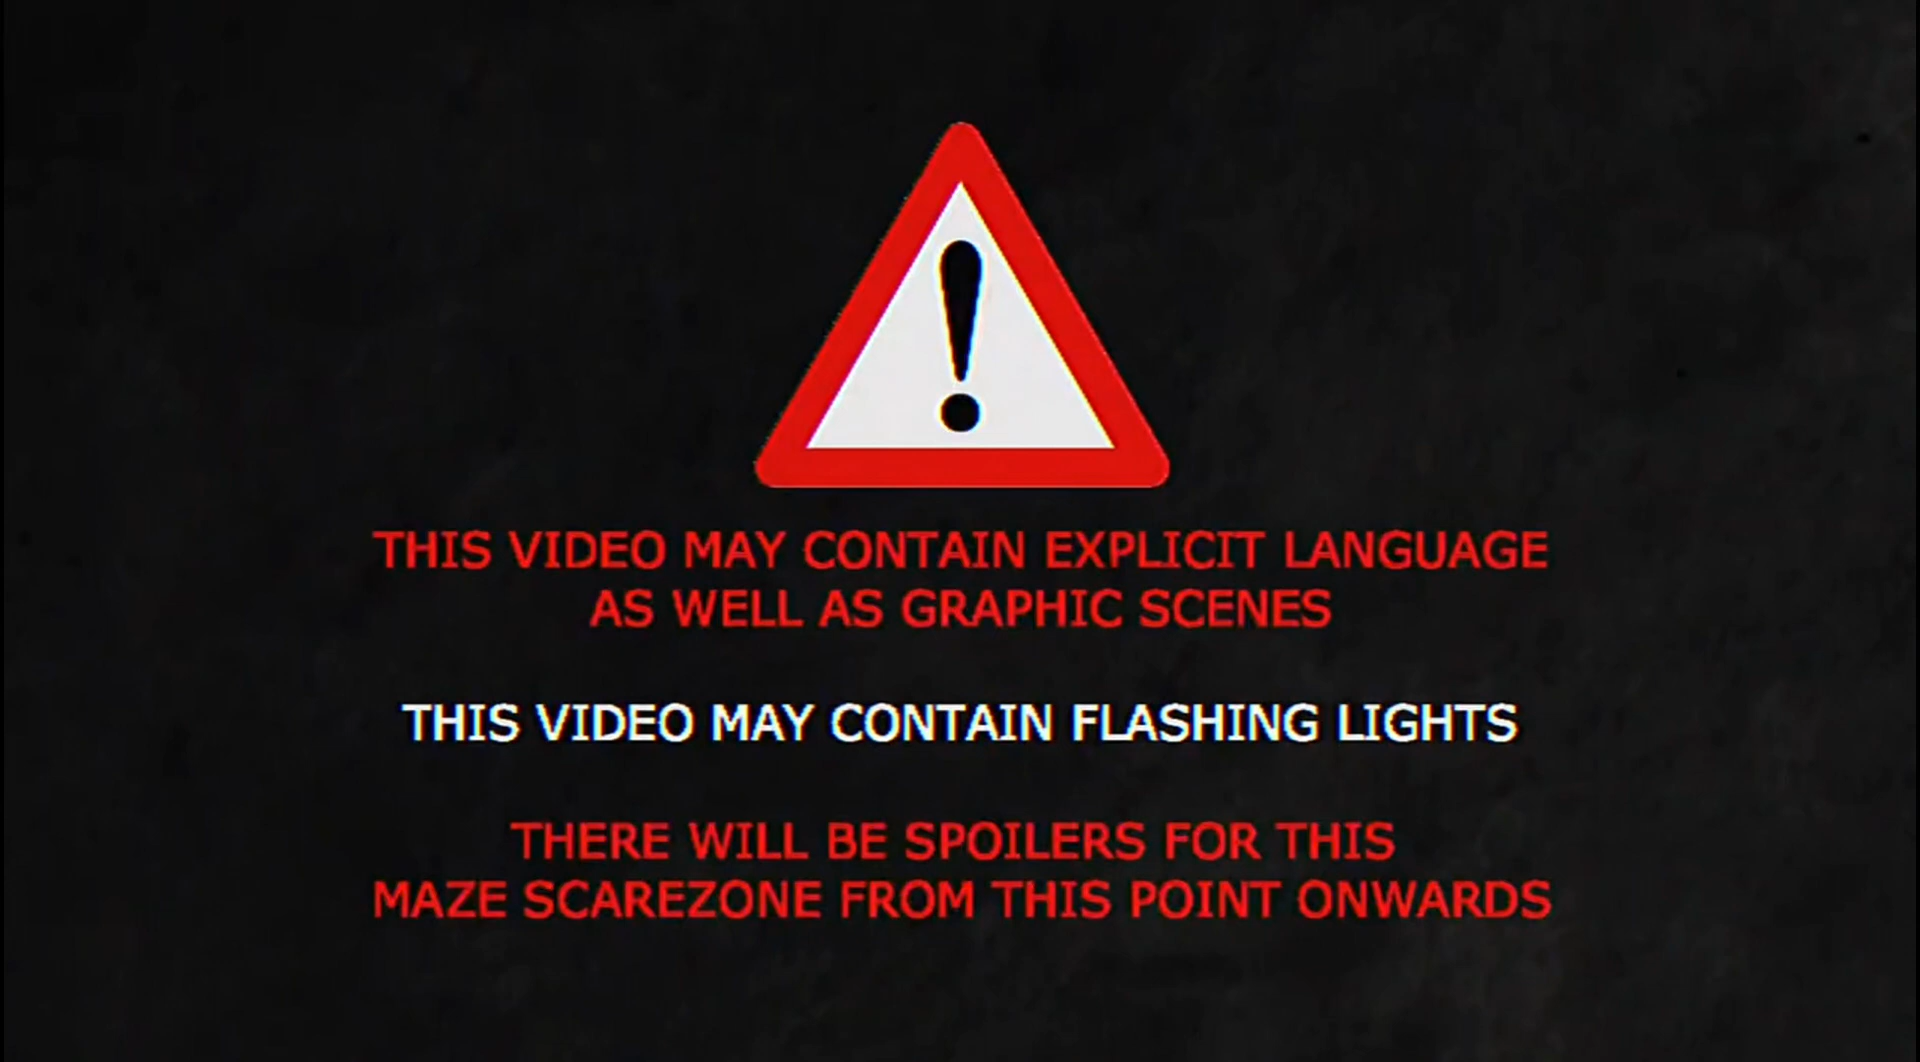 THIS VIDEO MAY CONTAIN EXPLICIT LANGUAGE
AS WELL AS GRAPHIC SCENES
THIS VIDEO MAY CONTAIN FLASHING LIGHTS
THERE WILL BE SPOILERS FOR THIS
MAZE SCAREZONE FROM THIS POINT ONWARDS